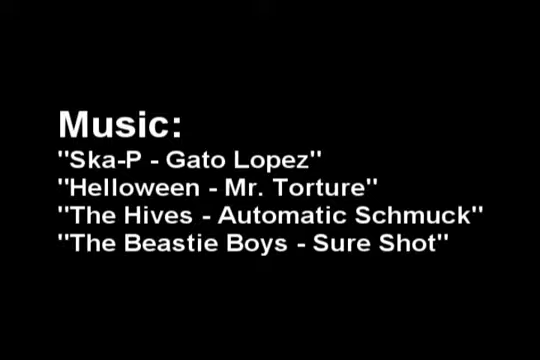 Music:
"Ska-P - Gato Lopez"
"Helloween - Mr. Torture"
"The Hives - Automatic Schmuck"
"The Beastie Boys - Sure Shot"